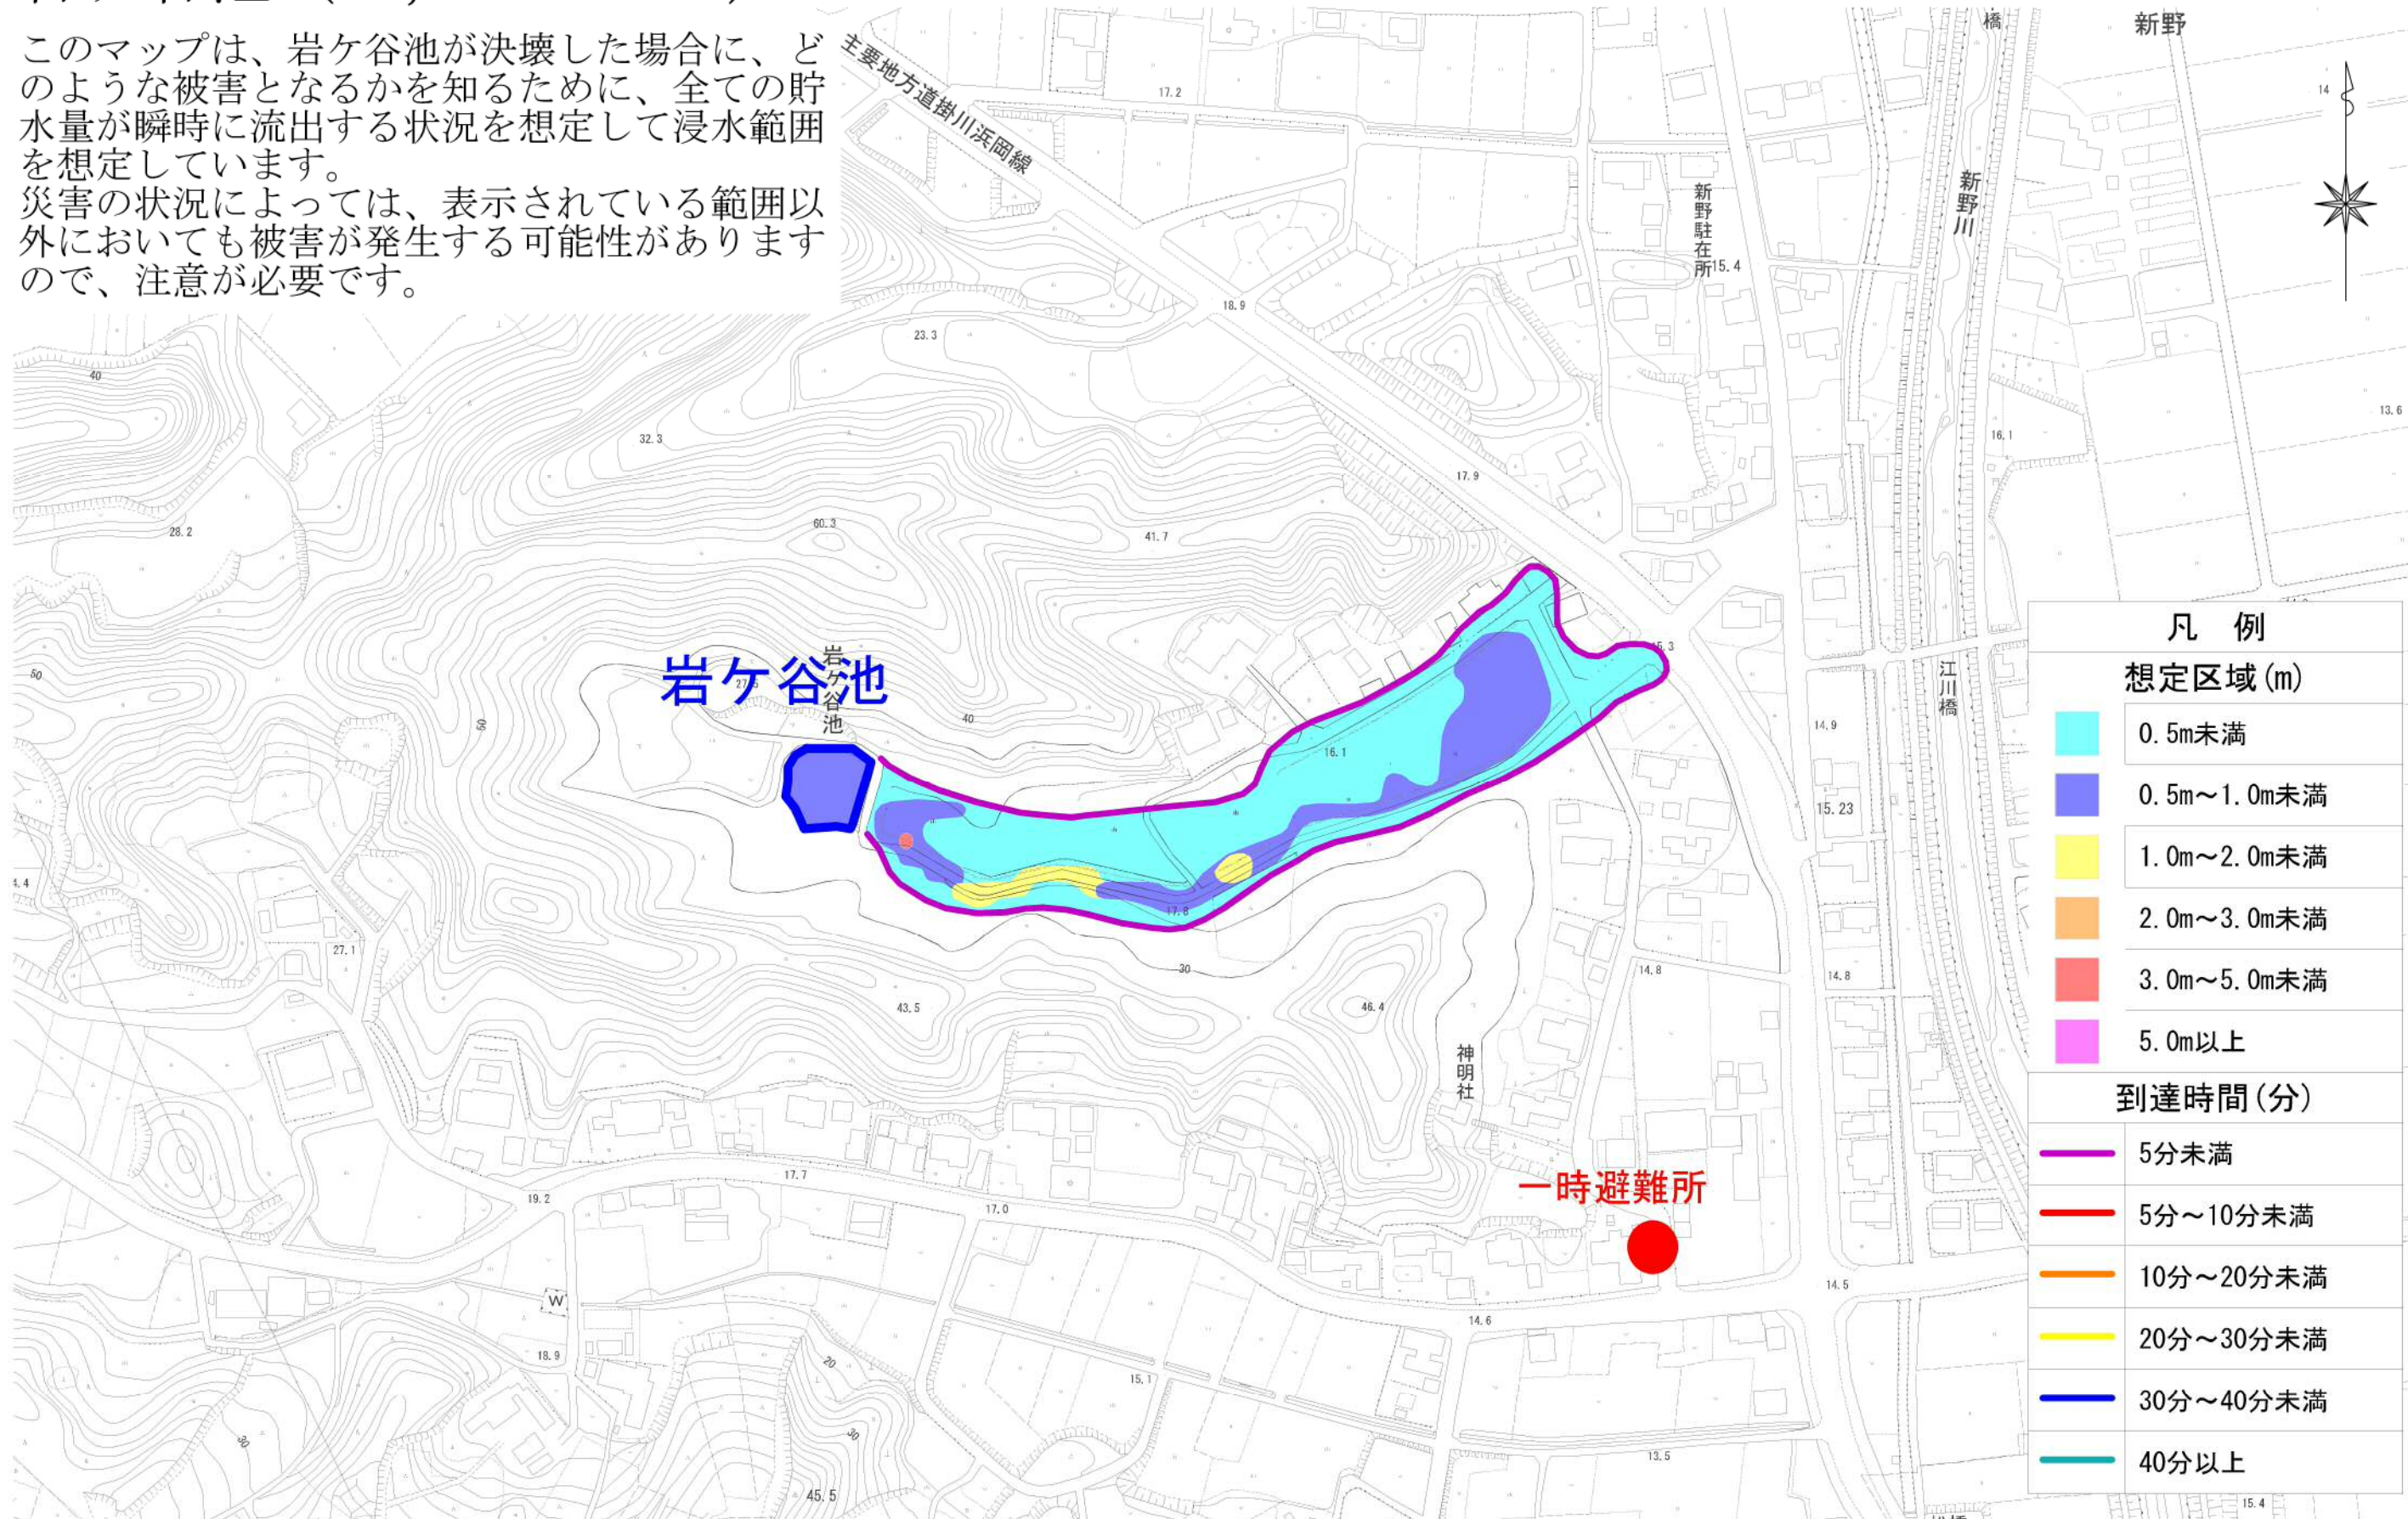 このマップは、岩ケ谷池が決壊した場合に、ど
のような被害となるかを知るために、全ての貯
水量が瞬時に流出する状況を想定して浸水範囲
を想定しています。
災害の状況によっては、表示されている範囲以
外においても被害が発生する可能性があります
ので、注意が必要です。
主要地方道掛川浜岡線
橋
新野
17.2
14
新野川
新野駐在所
15.4
18.9
23.3
40
13.6
32.3
16.1
17.9
28.2
60.3
41.7
岩ケ谷池
岩ケ谷池
50
60
40
16.1
江川橋
14.9
15.23
17.8
27.1
30
14.8
14.8
43.5
46.4
神明社
一時避難所
17.7
19.2
17.0
14.5
14.6
W
18.9
20
15.1
30
30
13.5
45.5
15.4
凡 例
想定区域(m)
0.5m未満
0.5m～1.0m未満
1.0m～2.0m未満
2.0m～3.0m未満
3.0m～5.0m未満
5.0m以上
到達時間(分)
5分未満
5分～10分未満
10分～20分未満
20分～30分未満
30分～40分未満
40分以上